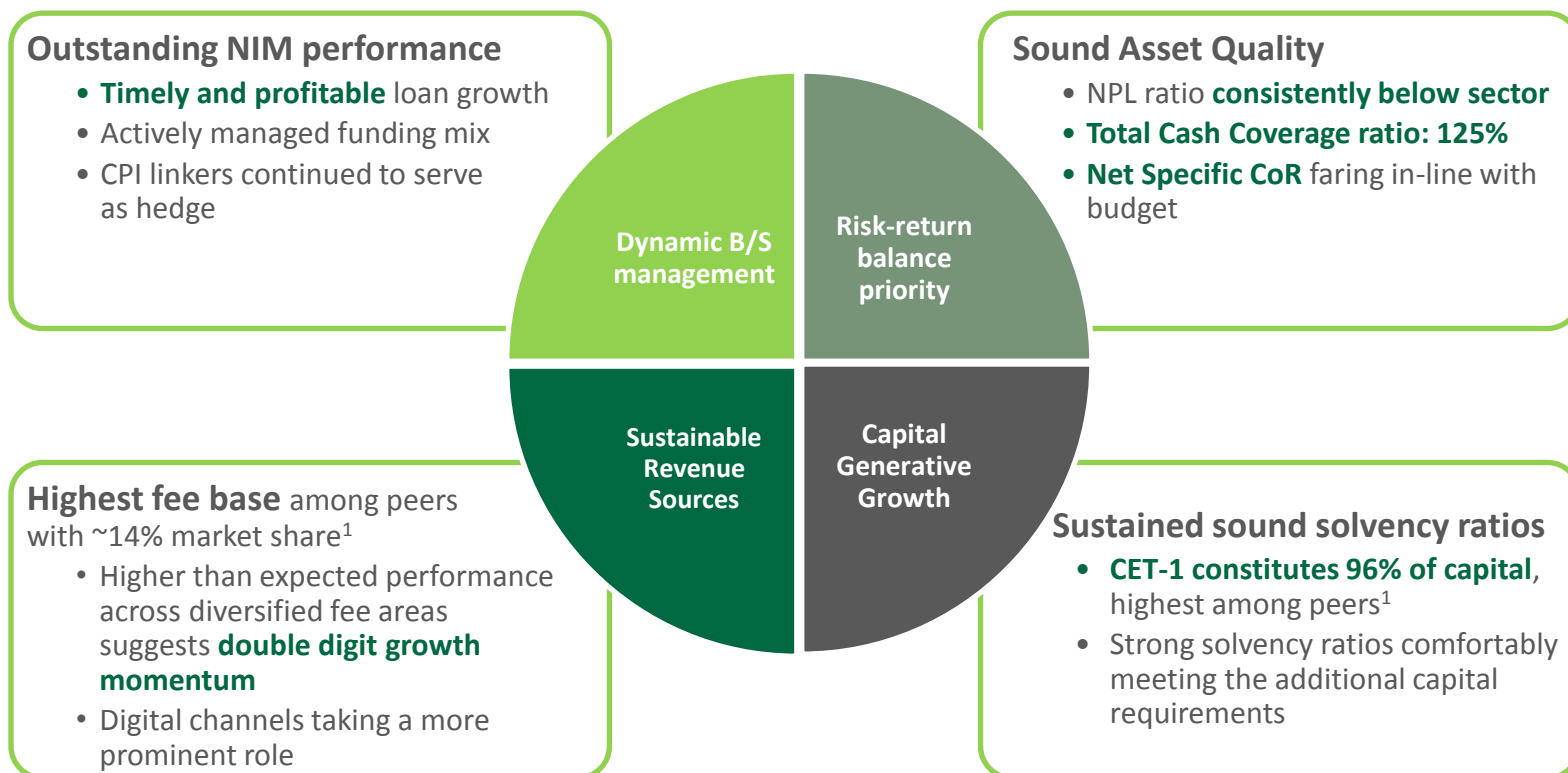 Outstanding NIM performance
• Timely and profitable loan growth
• Actively managed funding mix
• CPI linkers continued to serve
as hedge
Sound Asset Quality
• NPL ratio consistently below sector
• Total Cash Coverage ratio: 125%
• Net Specific CoR faring in-line with
budget
Dynamic B/S
management
Risk-return
balance
priority
Sustainable
Revenue
Sources
Capital
Generative
Growth
Highest fee base among peers
with ~14% market share¹
• Higher than expected performance
across diversified fee areas
suggests double digit growth
momentum
• Digital channels taking a more
prominent role
Sustained sound solvency ratios
• CET-1 constitutes 96% of capital,
highest among peers¹
• Strong solvency ratios comfortably
meeting the additional capital
requirements